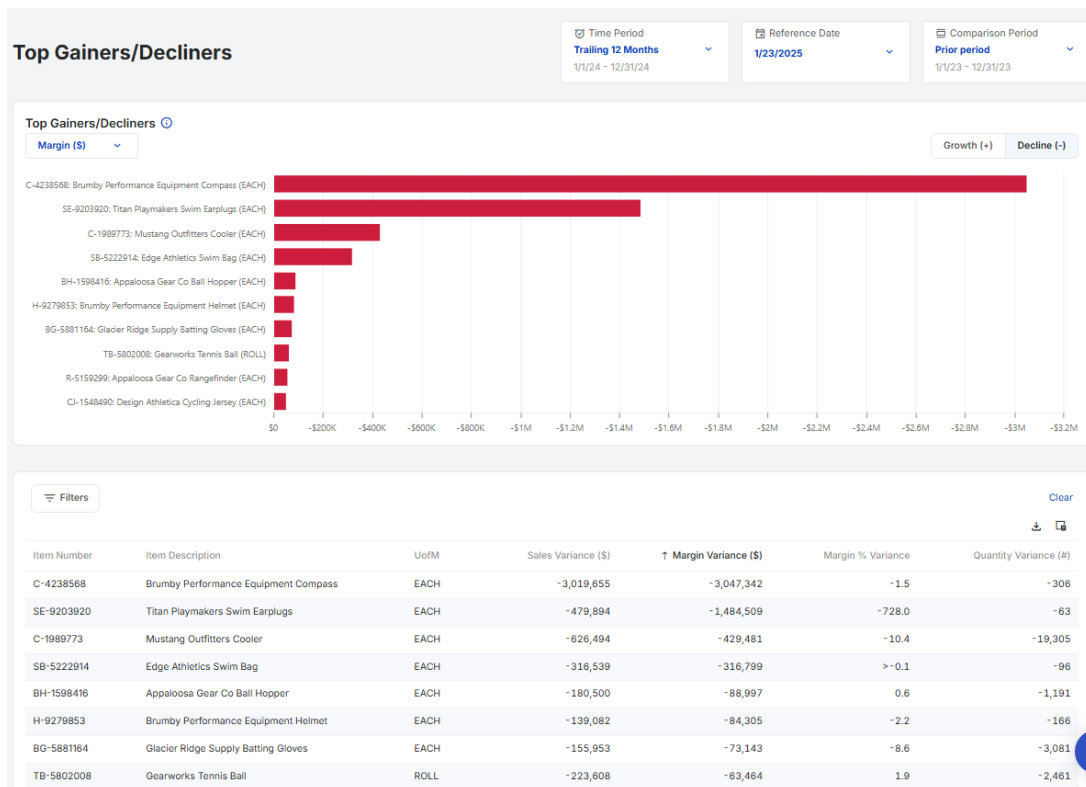 Top Gainers/Decliners
Time Period
Trailing 12 Months
1/1/24 - 12/31/24
Reference Date
1/23/2025
Comparison Period
Prior period
1/1/23 - 12/31/23
Top Gainers/Decliners
Margin ($)
Growth (+) Decline (-)
C-4238568: Brumby Performance Equipment Compass (EACH)
SE-9203920: Titan Playmakers Swim Earplugs (EACH)
C-1989773: Mustang Outfitters Cooler (EACH)
SB-5222914: Edge Athletics Swim Bag (EACH)
BH-1598416: Appaloosa Gear Co Ball Hopper (EACH)
H-9279853: Brumby Performance Equipment Helmet (EACH)
BG-5881164: Glacier Ridge Supply Batting Gloves (EACH)
TB-5802008: Gearworks Tennis Ball (ROLL)
R-5159299: Appaloosa Gear Co Rangefinder (EACH)
CJ-1548490: Design Athletica Cycling Jersey (EACH)
$0 -$200K -$400K -$600K -$800K -$1M -$1.2M -$1.4M -$1.6M -$1.8M -$2M -$2.2M -$2.4M -$2.6M -$2.8M -$3M -$3.2M
Filters
Clear
Item Number Item Description UofM Sales Variance ($) ↑ Margin Variance ($) Margin % Variance Quantity Variance (#)
C-4238568 Brumby Performance Equipment Compass EACH -3,019,655 -3,047,342 -1.5 -306
SE-9203920 Titan Playmakers Swim Earplugs EACH -479,894 -1,484,509 -728.0 -63
C-1989773 Mustang Outfitters Cooler EACH -626,494 -429,481 -10.4 -19,305
SB-5222914 Edge Athletics Swim Bag EACH -316,539 -316,799 >-0.1 -96
BH-1598416 Appaloosa Gear Co Ball Hopper EACH -180,500 -88,997 0.6 -1,191
H-9279853 Brumby Performance Equipment Helmet EACH -139,082 -84,305 -2.2 -166
BG-5881164 Glacier Ridge Supply Batting Gloves EACH -155,953 -73,143 -8.6 -3,081
TB-5802008 Gearworks Tennis Ball ROLL -223,608 -63,464 1.9 -2,461